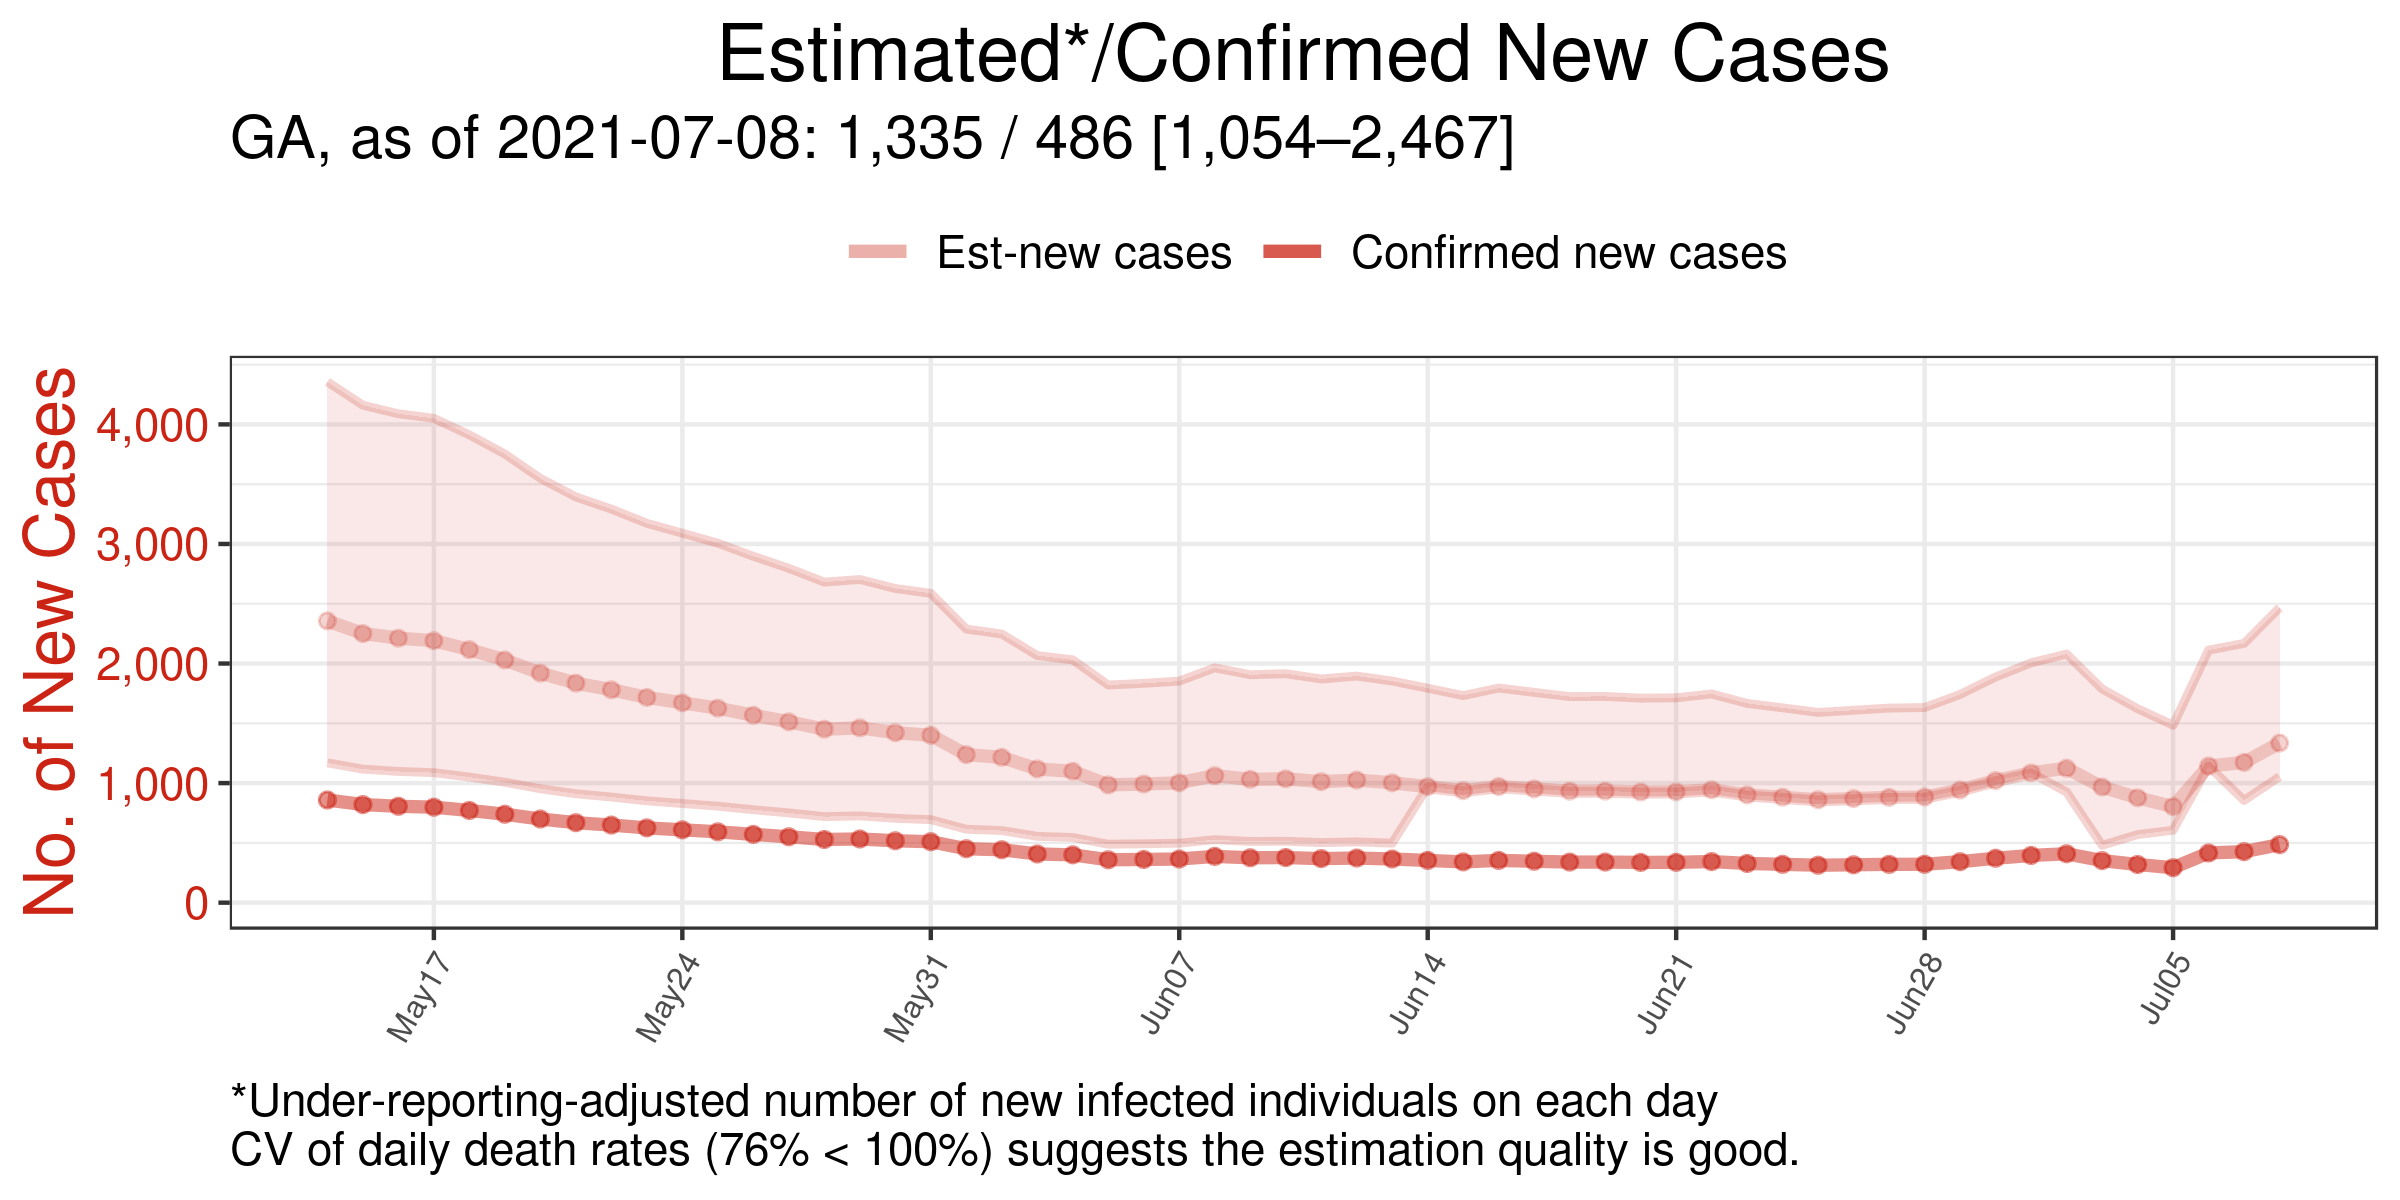 Estimated*/Confirmed New Cases
GA, as of 2021-07-08: 1,335 / 486 [1,054–2,467]
Est-new cases
Confirmed new cases
No. of New Cases
4,000
3,000
2,000
1,000
0
May17
May24
May31
Jun07
Jun14
Jun21
Jun28
Jul05
*Under-reporting-adjusted number of new infected individuals on each day
CV of daily death rates (76% < 100%) suggests the estimation quality is good.